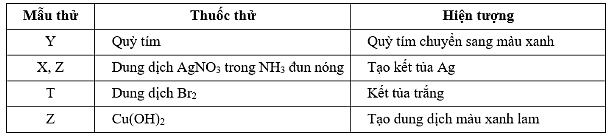 Mẫu thử Thuốc thử Hiện tượng
Y Quỳ tím Quỳ tím chuyển sang màu xanh
X, Z Dung dịch AgNO₃ trong NH₃ đun nóng Tạo kết tủa Ag
T Dung dịch Br₂ Kết tủa trắng
Z Cu(OH)₂ Tạo dung dịch màu xanh lam